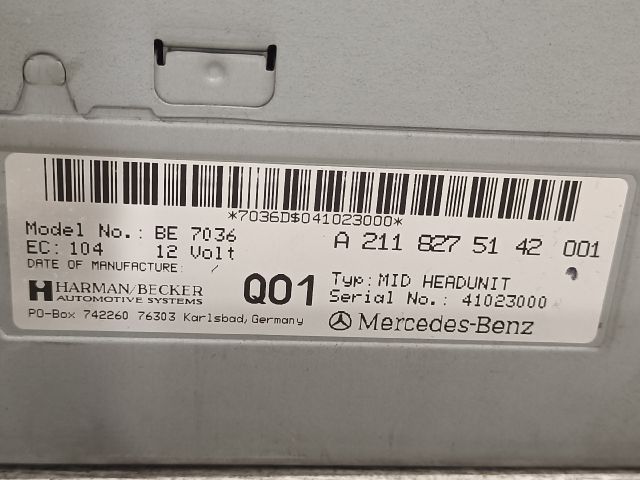 *7036D$041023000*
Model No.: BE 7036
A 211 827 51 42 001
EC: 104 12 Volt
DATE OF MANUFACTURE: /
HARMAN/BECKER
AUTOMOTIVE SYSTEMS
Q01
Typ: MID HEADUNIT
Serial No.: 41023000
PO-Box 742260 76303 Karlsbad, Germany
Mercedes-Benz